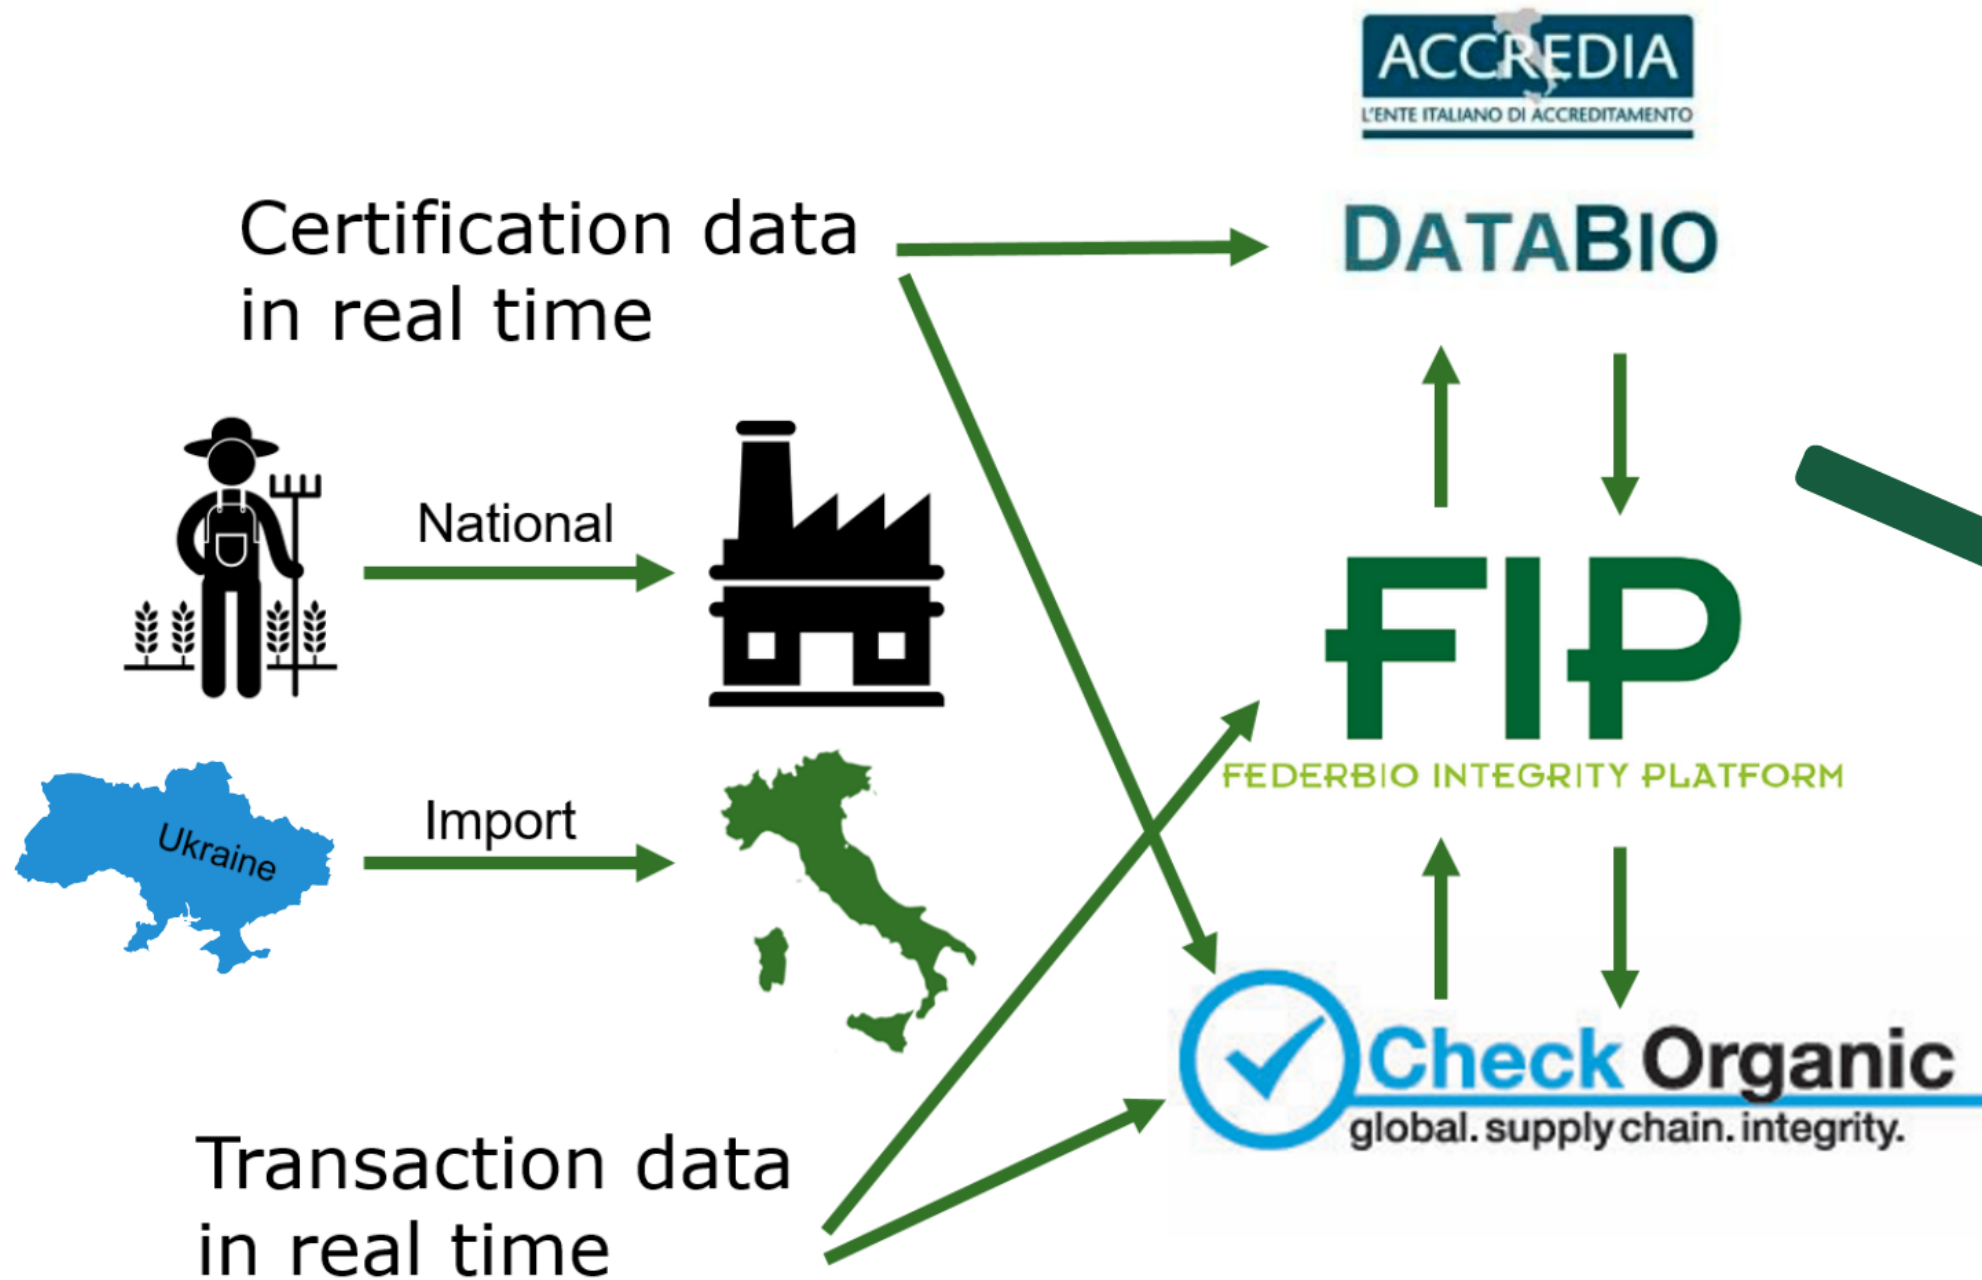 ACCREDIA
L'ENTE ITALIANO DI ACCREDITAMENTO
DATABIO
Certification data
in real time
National
Import
Ukraine
FIP
FEDERBIO INTEGRITY PLATFORM
Check Organic
global. supply chain. integrity.
Transaction data
in real time